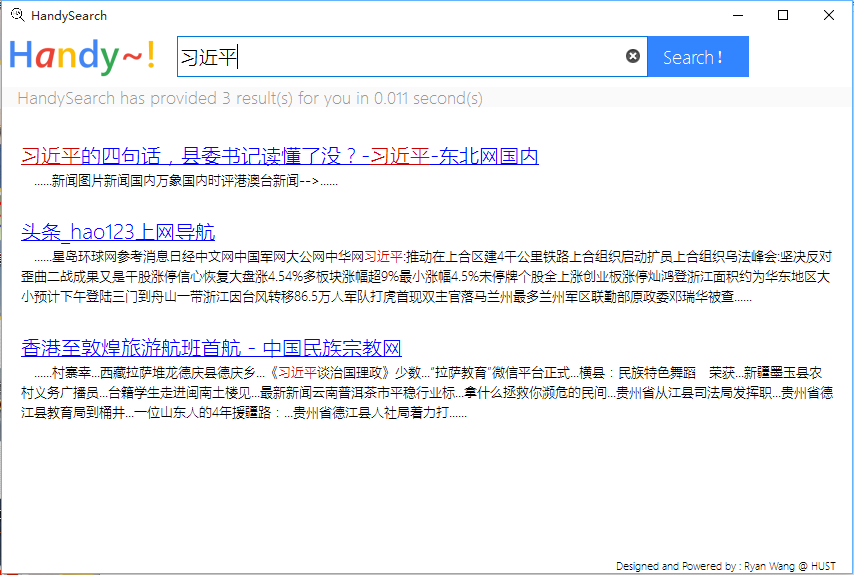 HandySearch
Handy~!
习近平
Search!
HandySearch has provided 3 result(s) for you in 0.011 second(s)
习近平的四句话，县委书记读懂了没？-习近平-东北网国内
......新闻图片新闻国内万象国内时评港澳台新闻-->......
头条_hao123上网导航
......星岛环球网参考消息日经中文网中国军网大公网中华网习近平:推动在上合区建4千公里铁路上合组织启动扩员上合组织乌法峰会:坚决反对
歪曲二战成果又是千股涨停信心恢复大盘涨4.54%多板块涨幅超9%最小涨幅4.5%未停牌个股全上涨创业板涨停灿鸿登浙江面积约为华东地区大
小预计下午登陆三门到舟山一带浙江因台风转移86.5万人军队打虎首现双主官落马兰州最多兰州军区联勤部原政委邓瑞华被查......
香港至敦煌旅游航班首航 - 中国民族宗教网
......村寨幸...西藏拉萨堆龙德庆县德庆乡...《习近平谈治国理政》少数..."拉萨教育"微信平台正式...横县：民族特色舞蹈　荣获...新疆墨玉县农
村义务广播员...台籍学生走进闽南土楼见...最新新闻云南普洱茶市平稳行业标...拿什么拯救你濒危的民间...贵州省从江县司法局发挥职...贵州省德
江县教育局到桶井...一位山东人的4年援疆路：...贵州省德江县人社局着力打......
Designed and Powered by : Ryan Wang @ HUST